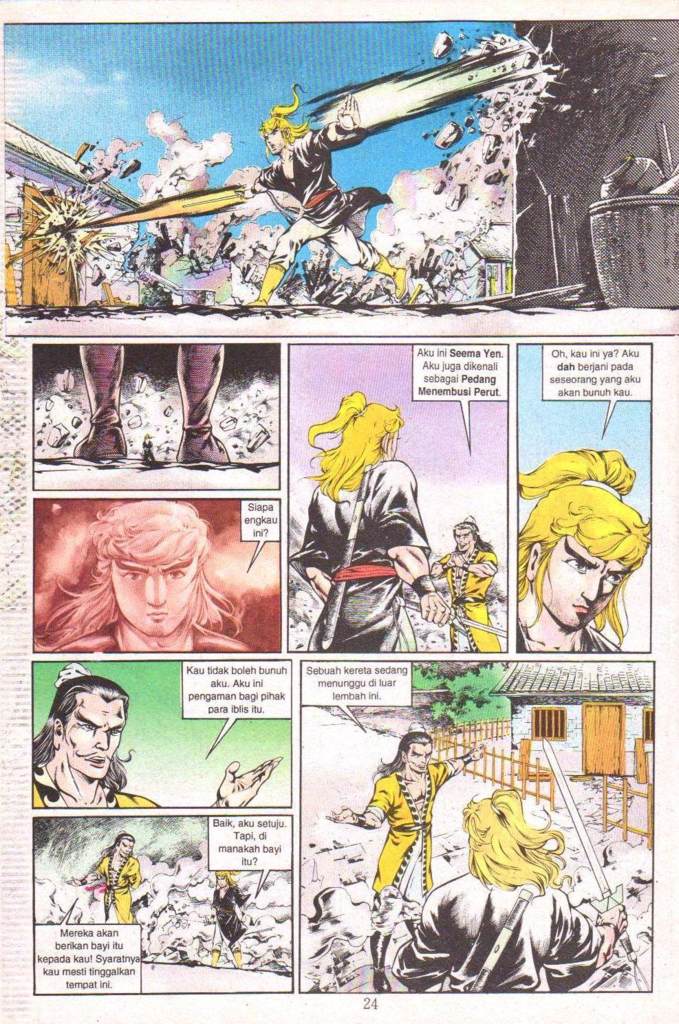 Siapa
engkau
ini?
Aku ini Seema Yen.
Aku juga dikenali
sebagai Pedang
Menembusi Perut.
Oh, kau ini ya? Aku
dah berjani pada
seseorang yang aku
akan bunuh kau.
Kau tidak boleh bunuh
aku. Aku ini
pengaman bagi pihak
para iblis itu.
Baik, aku setuju.
Tapi, di
manakah bayi
itu?
Mereka akan
berikan bayi itu
kepada kau! Syaratnya
kau mesti tinggalkan
tempat ini.
Sebuah kereta sedang
menunggu di luar
lembah ini.
24